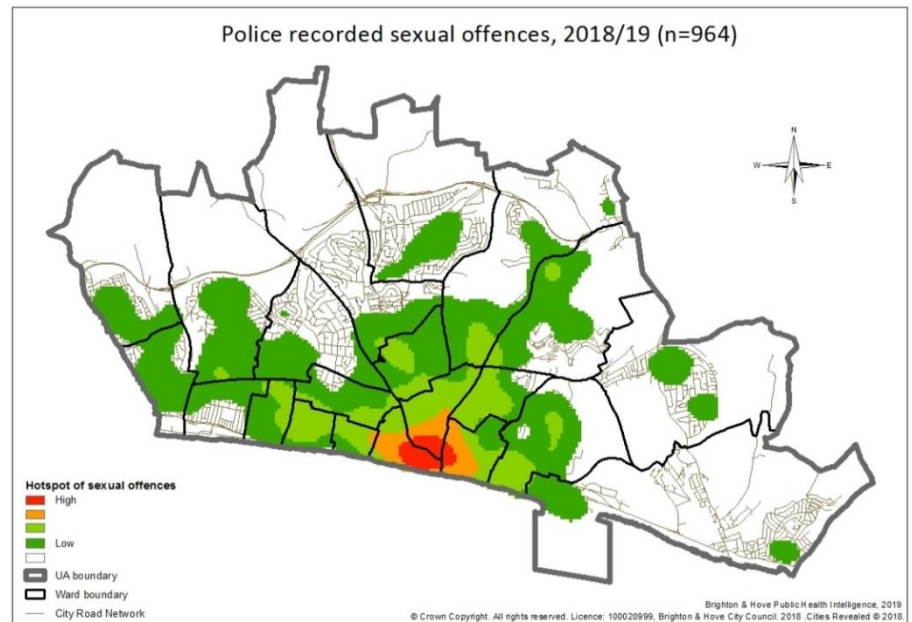 Police recorded sexual offences, 2018/19 (n=964)
N
W E
S
Hotspot of sexual offences
High
Low
UA boundary
Ward boundary
City Road Network
Brighton & Hove Public Health Intelligence, 2019
© Crown Copyright. All rights reserved. Licence: 100020999, Brighton & Hove City Council. 2018 .Cities Revealed © 2018.